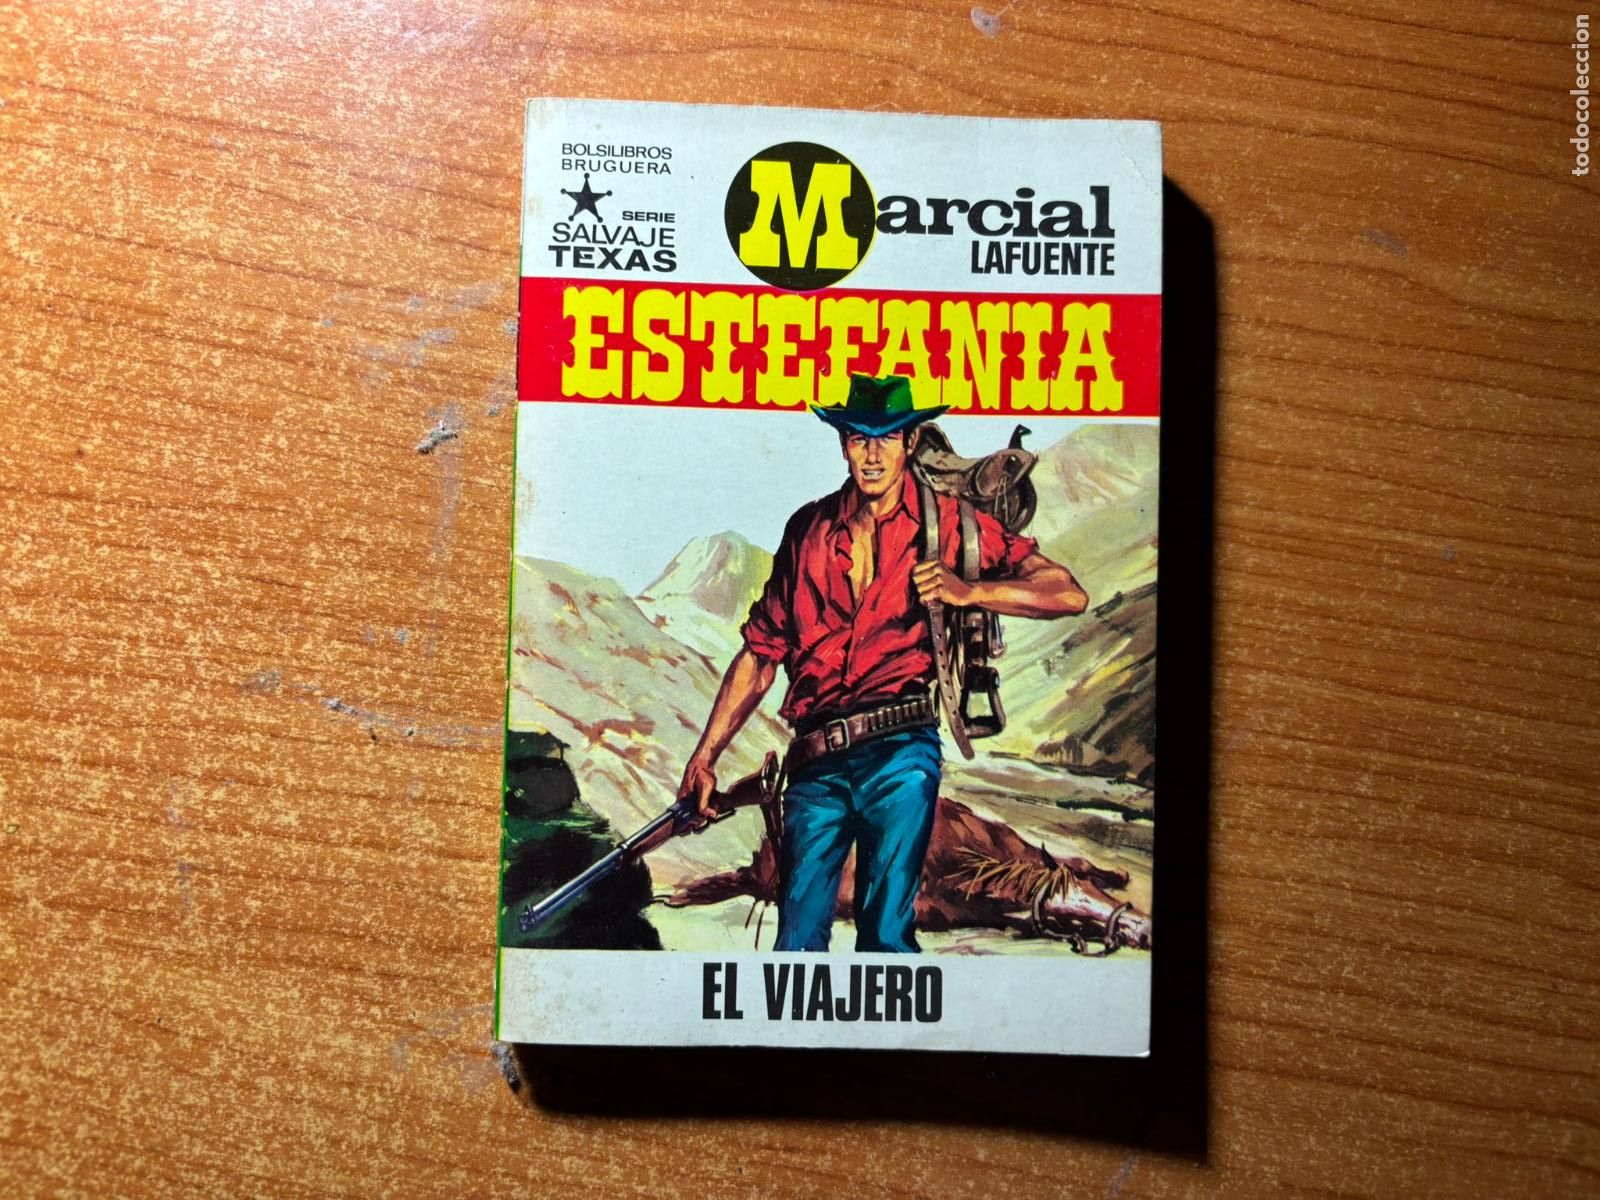 BOLSILIBROS
BRUGUERA
SERIE
SALVAJE
TEXAS
Marcial
LAFUENTE
ESTEFANIA
EL VIAJERO
todocoleccion